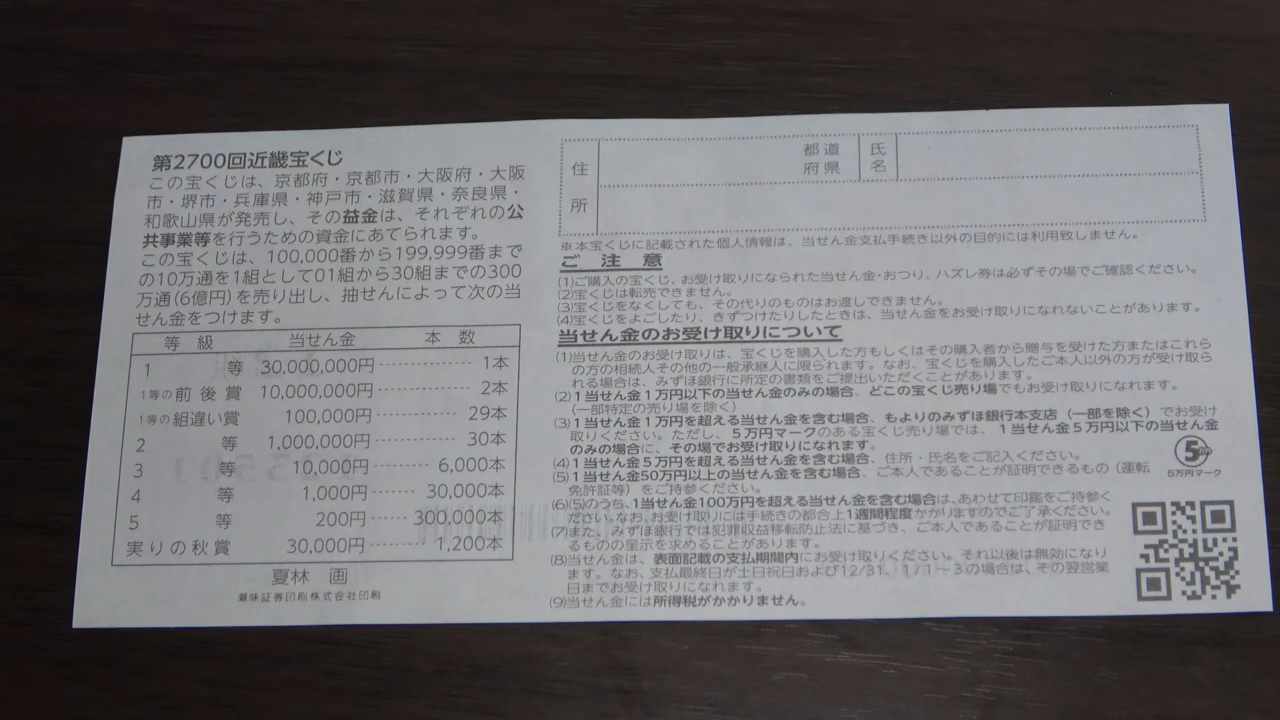 第2700回近畿宝くじ
この宝くじは、京都府・京都市・大阪府・大阪
市・堺市・兵庫県・神戸市・滋賀県・奈良県・
和歌山県が発売し、その益金は、それぞれの公
共事業等を行うための資金にあてられます。
この宝くじは、100,000番から199,999番まで
の10万通を1組として01組から30組までの300
万通(6億円)を売り出し、抽せんによって次の当
せん金をつけます。
等級 当せん金 本数
1等 30,000,000円 1本
1等の前後賞 10,000,000円 2本
1等の組違い賞 100,000円 29本
2等 1,000,000円 30本
3等 10,000円 6,000本
4等 1,000円 30,000本
5等 200円 300,000本
実りの秋賞 30,000円 1,200本
夏林 画
瀬味証券印刷株式会社印刷
住所 都道府県 氏名
※本宝くじに記載された個人情報は、当せん金支払手続き以外の目的には利用致しません。
ご注意
(1)ご購入の宝くじ、お受け取りになられた当せん金・おつり、ハズレ券は必ずその場でご確認ください。
(2)宝くじは転売できません。
(3)宝くじをなくしても、その代りのものはお渡しできません。
(4)宝くじをよごしたり、きずつけたりしたときは、当せん金をお受け取りになれないことがあります。
当せん金のお受け取りについて
(1)当せん金のお受け取りは、宝くじを購入した方もしくはその購入者から贈与を受けた方またはこれら
の方の相続人その他の一般承継人に限られます。なお、宝くじを購入したご本人以外の方が受け取ら
れる場合は、みずほ銀行に所定の書類をご提出いただくことがあります。
(2)1当せん金1万円以下の当せん金のみの場合、どこの宝くじ売り場でもお受け取りになれます。
(一部特定の売り場を除く)
(3)1当せん金1万円を超える当せん金を含む場合、もよりのみずほ銀行本支店(一部を除く)でお受け
取りください。ただし、5万円マークのある宝くじ売り場では、1当せん金5万円以下の当せん金
のみの場合に、その場でお受け取りになれます。
(4)1当せん金5万円を超える当せん金を含む場合、住所・氏名をご記入ください。
(5)1当せん金50万円以上の当せん金を含む場合、ご本人であることが証明できるもの(運転
免許証等)をご持参ください。
(6)(5)のうち、1当せん金100万円を超える当せん金を含む場合は、あわせて印鑑をご持参く
ださい。なお、お受け取りには手続きの都合上1週間程度かかりますのでご了承ください。
(7)また、みずほ銀行では犯罪収益移転防止法に基づき、ご本人であることが証明でき
るものの呈示を求めることがあります。
(8)当せん金は、表面記載の支払期間内にお受け取りください。それ以後は無効になり
ます。なお、支払最終日が土日祝日および12/31、1/1～3の場合は、その翌営業
日までお受け取りになれます。
(9)当せん金には所得税がかかりません。
5
5万円マーク